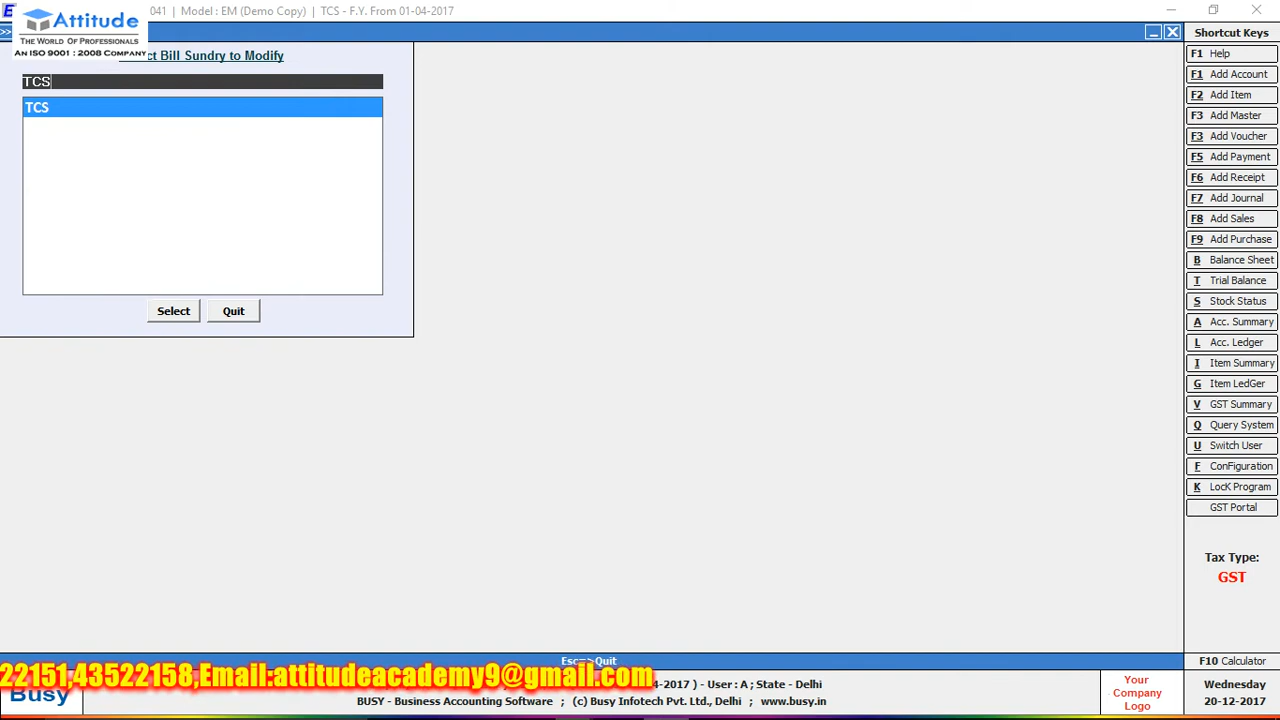 041 | Model : EM (Demo Copy) | TCS - F.Y. From 01-04-2017
>>
Attitude
THE WORLD OF PROFESSIONALS
AN ISO 9001 : 2008 COMPANY
ct Bill Sundry to Modify
TCS
TCS
Select
Quit
Shortcut Keys
F1 Help
F1 Add Account
F2 Add Item
F3 Add Master
F3 Add Voucher
F5 Add Payment
F6 Add Receipt
F7 Add Journal
F8 Add Sales
F9 Add Purchase
B Balance Sheet
T Trial Balance
S Stock Status
A Acc. Summary
L Acc. Ledger
I Item Summary
G Item LedGer
V GST Summary
Q Query System
U Switch User
F ConFiguration
K LocK Program
GST Portal
Tax Type:
GST
Esc=>Quit
F10 Calculator
22151,43522158,Email:attitudeacademy9@gmail.com
-04-2017 ) - User : A ; State - Delhi
Busy
BUSY - Business Accounting Software ; (c) Busy Infotech Pvt. Ltd., Delhi ; www.busy.in
Your
Company
Logo
Wednesday
20-12-2017